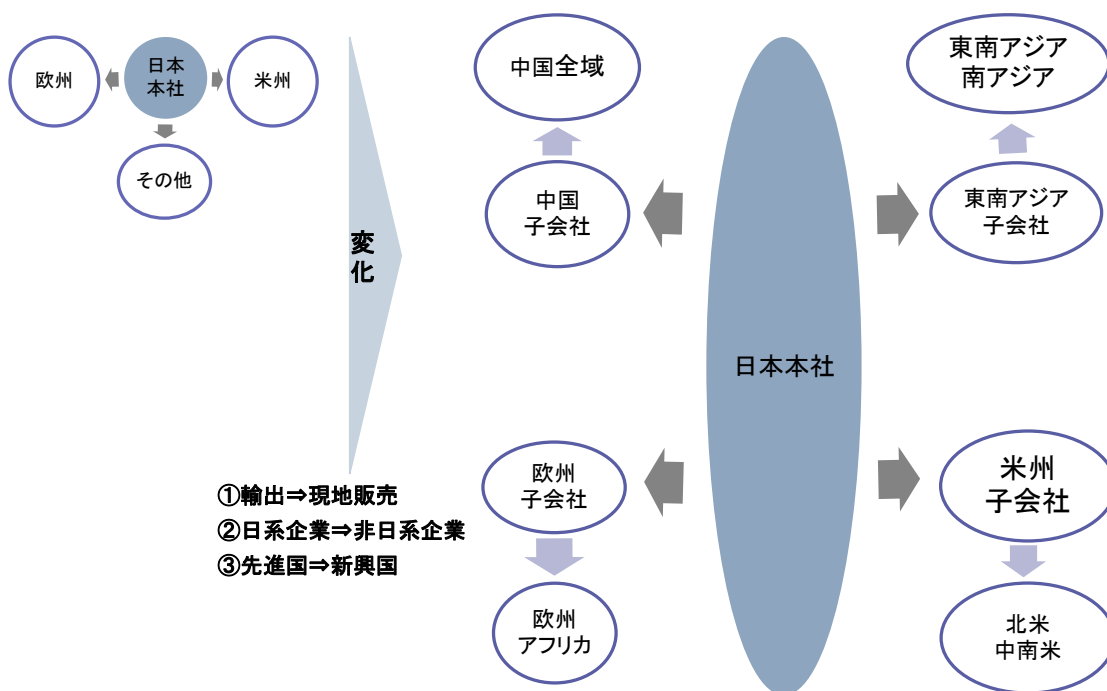 欧州
日本
本社
米州
その他
変
化
①輸出⇒現地販売
②日系企業⇒非日系企業
③先進国⇒新興国
中国全域
中国
子会社
東南アジア
南アジア
東南アジア
子会社
日本本社
欧州
子会社
欧州
アフリカ
米州
子会社
北米
中南米